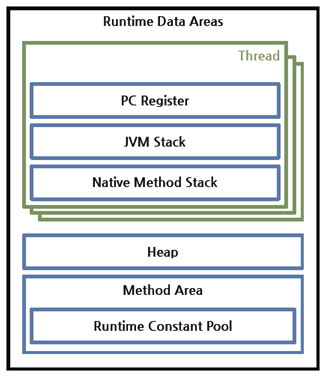 Runtime Data Areas
Thread
PC Register
JVM Stack
Native Method Stack
Heap
Method Area
Runtime Constant Pool